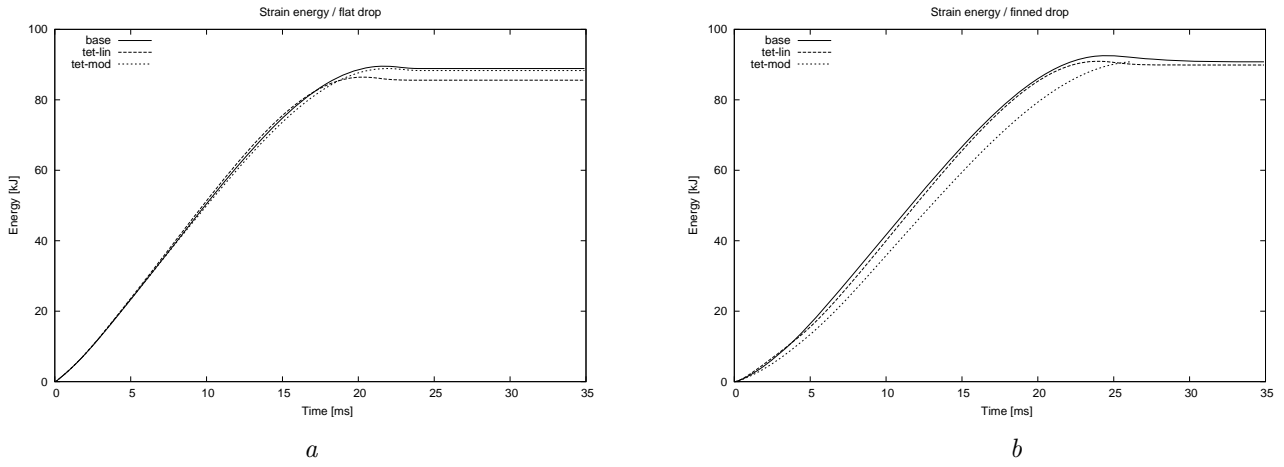 Strain energy / flat drop
100
80
60
40
20
0
0 5 10 15 20 25 30 35
Energy [kJ]
Time [ms]
base
tet-lin
tet-mod
a
Strain energy / finned drop
100
80
60
40
20
0
0 5 10 15 20 25 30 35
Energy [kJ]
Time [ms]
base
tet-lin
tet-mod
b